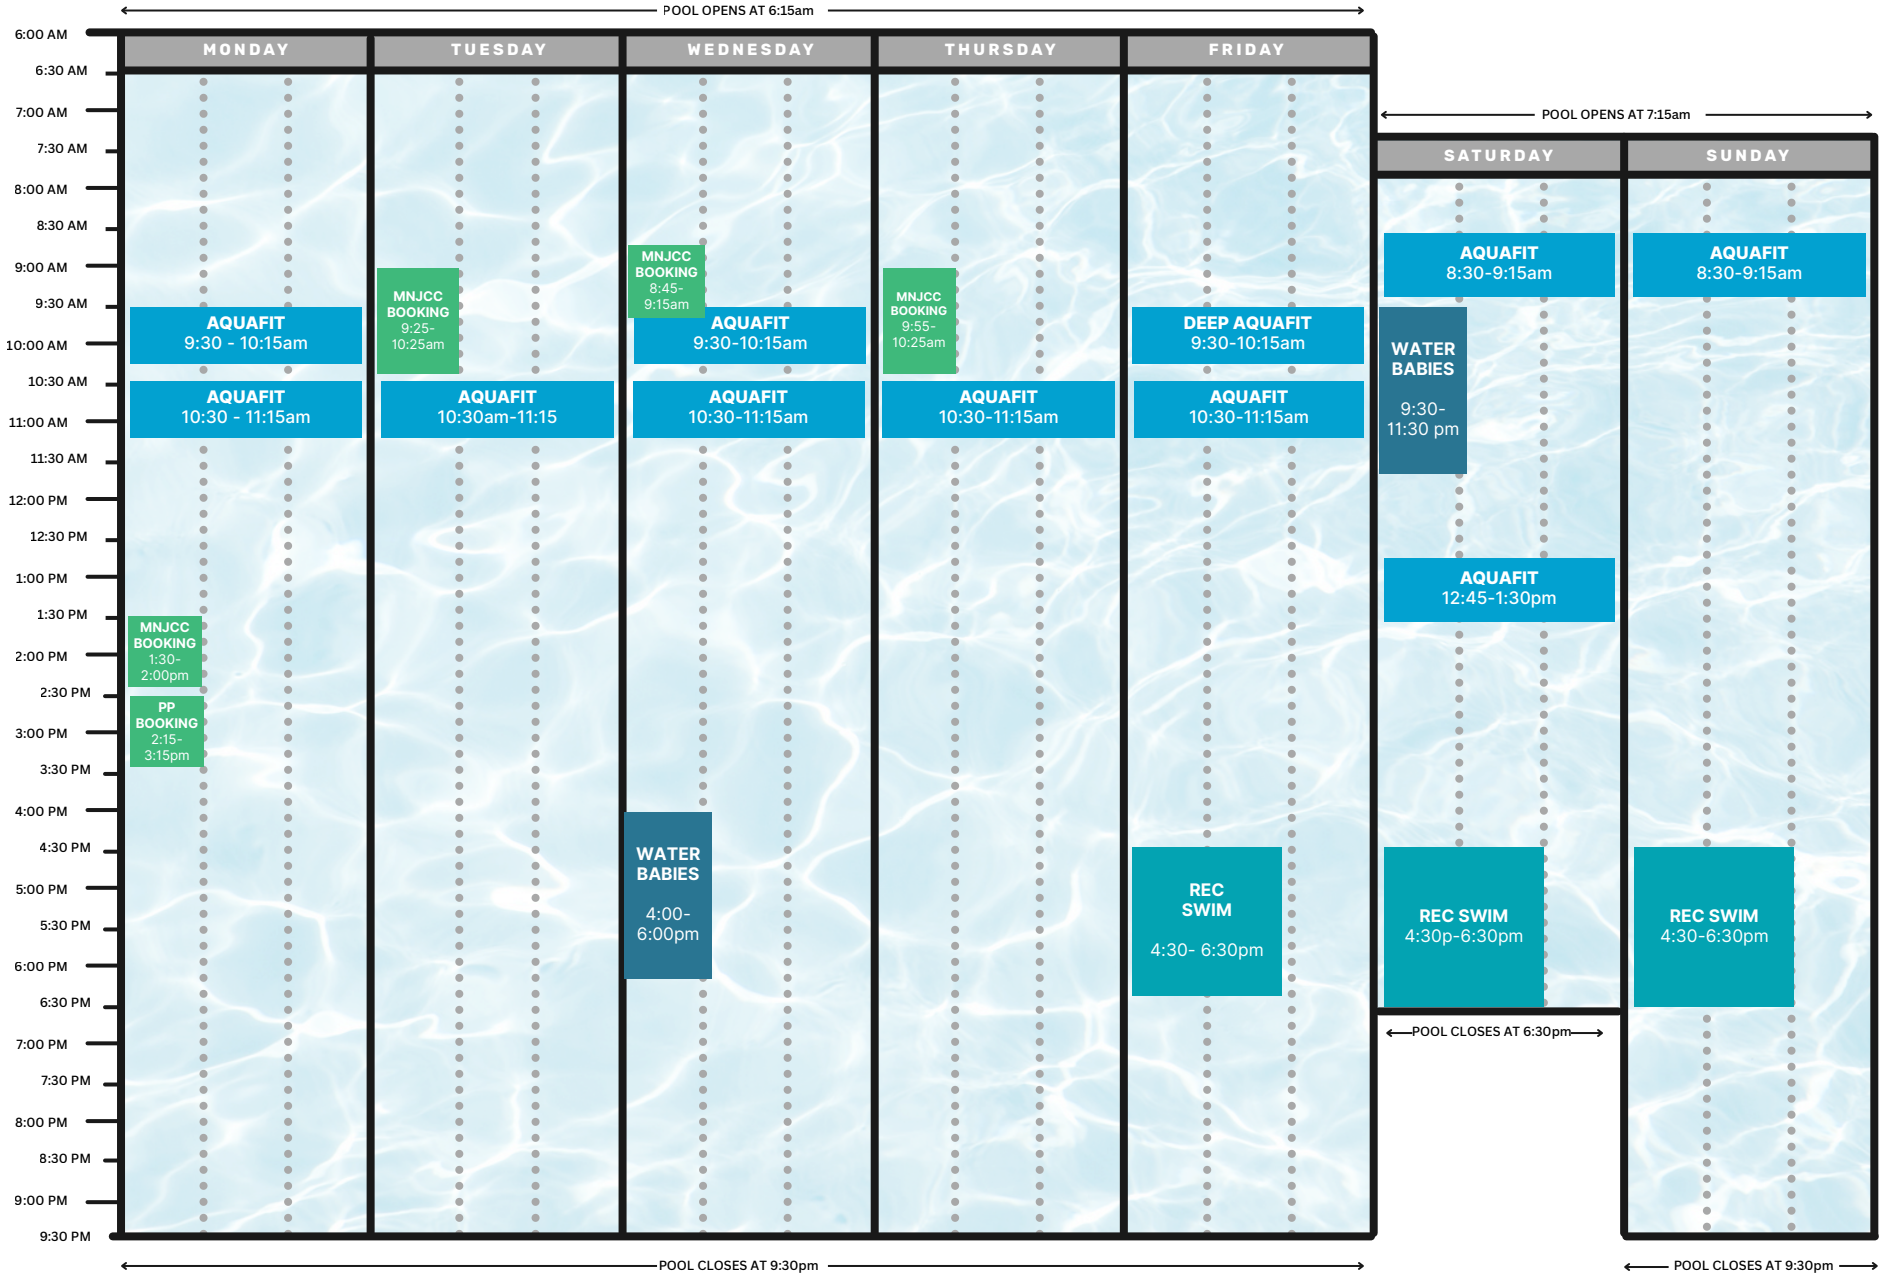 POOL OPENS AT 6:15am
6:00 AM
6:30 AM
7:00 AM
7:30 AM
8:00 AM
8:30 AM
9:00 AM
9:30 AM
10:00 AM
10:30 AM
11:00 AM
11:30 AM
12:00 PM
12:30 PM
1:00 PM
1:30 PM
2:00 PM
2:30 PM
3:00 PM
3:30 PM
4:00 PM
4:30 PM
5:00 PM
5:30 PM
6:00 PM
6:30 PM
7:00 PM
7:30 PM
8:00 PM
8:30 PM
9:00 PM
9:30 PM
MONDAY
AQUAFIT
9:30 - 10:15am
AQUAFIT
10:30 - 11:15am
MNJCC
BOOKING
1:30-
2:00pm
PP
BOOKING
2:15-
3:15pm
TUESDAY
MNJCC
BOOKING
9:25-
10:25am
AQUAFIT
10:30am-11:15
WEDNESDAY
MNJCC
BOOKING
8:45-
9:15am
AQUAFIT
9:30-10:15am
AQUAFIT
10:30-11:15am
WATER
BABIES
4:00-
6:00pm
THURSDAY
MNJCC
BOOKING
9:55-
10:25am
AQUAFIT
10:30-11:15am
FRIDAY
DEEP AQUAFIT
9:30-10:15am
AQUAFIT
10:30-11:15am
REC
SWIM
4:30- 6:30pm
POOL OPENS AT 7:15am
SATURDAY
AQUAFIT
8:30-9:15am
WATER
BABIES
9:30-
11:30 pm
AQUAFIT
12:45-1:30pm
REC SWIM
4:30p-6:30pm
POOL CLOSES AT 6:30pm
SUNDAY
AQUAFIT
8:30-9:15am
REC SWIM
4:30-6:30pm
POOL CLOSES AT 9:30pm
POOL CLOSES AT 9:30pm